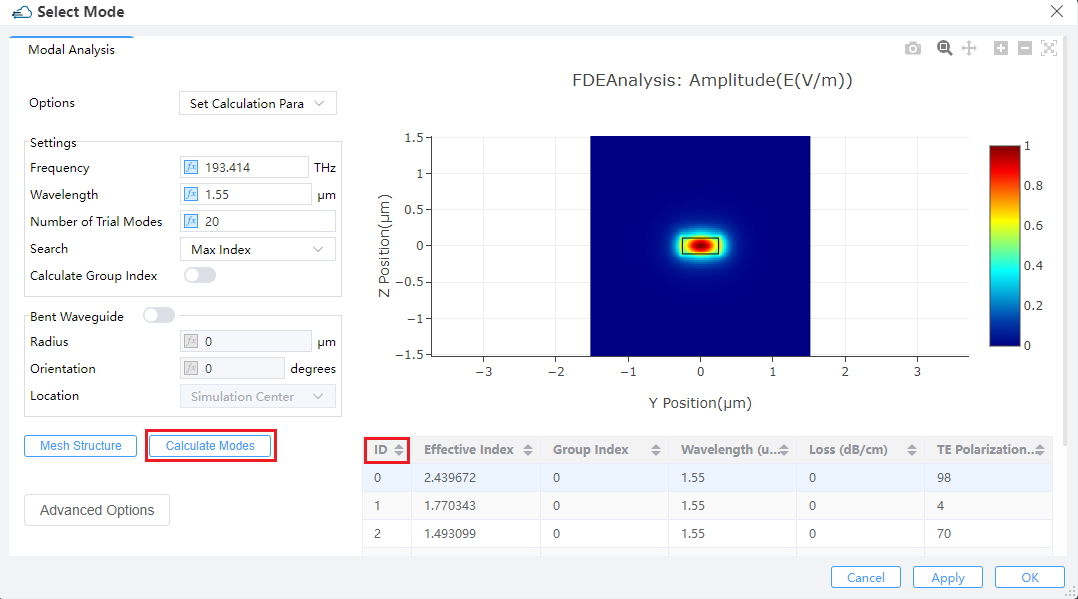 Select Mode
Modal Analysis
Options
Set Calculation Para
Settings
Frequency
fx 193.414
THz
Wavelength
fx 1.55
μm
Number of Trial Modes
fx 20
Search
Max Index
Calculate Group Index
Bent Waveguide
Radius
fx 0
μm
Orientation
fx 0
degrees
Location
Simulation Center
Mesh Structure
Calculate Modes
Advanced Options
FDEAnalysis: Amplitude(E(V/m))
Z Position(μm)
1.5
1
0.5
0
−0.5
−1
−1.5
−3 −2 −1 0 1 2 3
Y Position(μm)
1
0.8
0.6
0.4
0.2
0
ID Effective Index Group Index Wavelength (u... Loss (dB/cm) TE Polarization...
0 2.439672 0 1.55 0 98
1 1.770343 0 1.55 0 4
2 1.493099 0 1.55 0 70
Cancel Apply OK